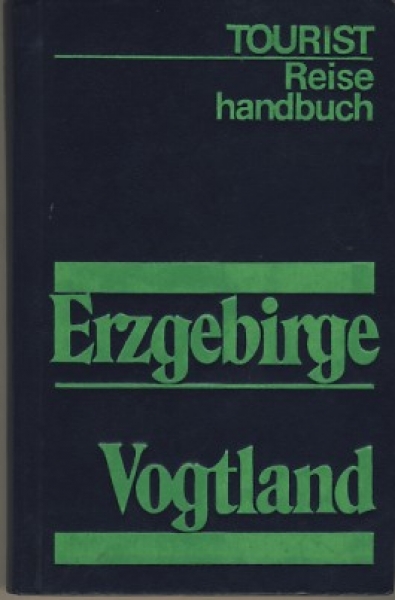 TOURIST
Reise
handbuch
Erzgebirge
Vogtland